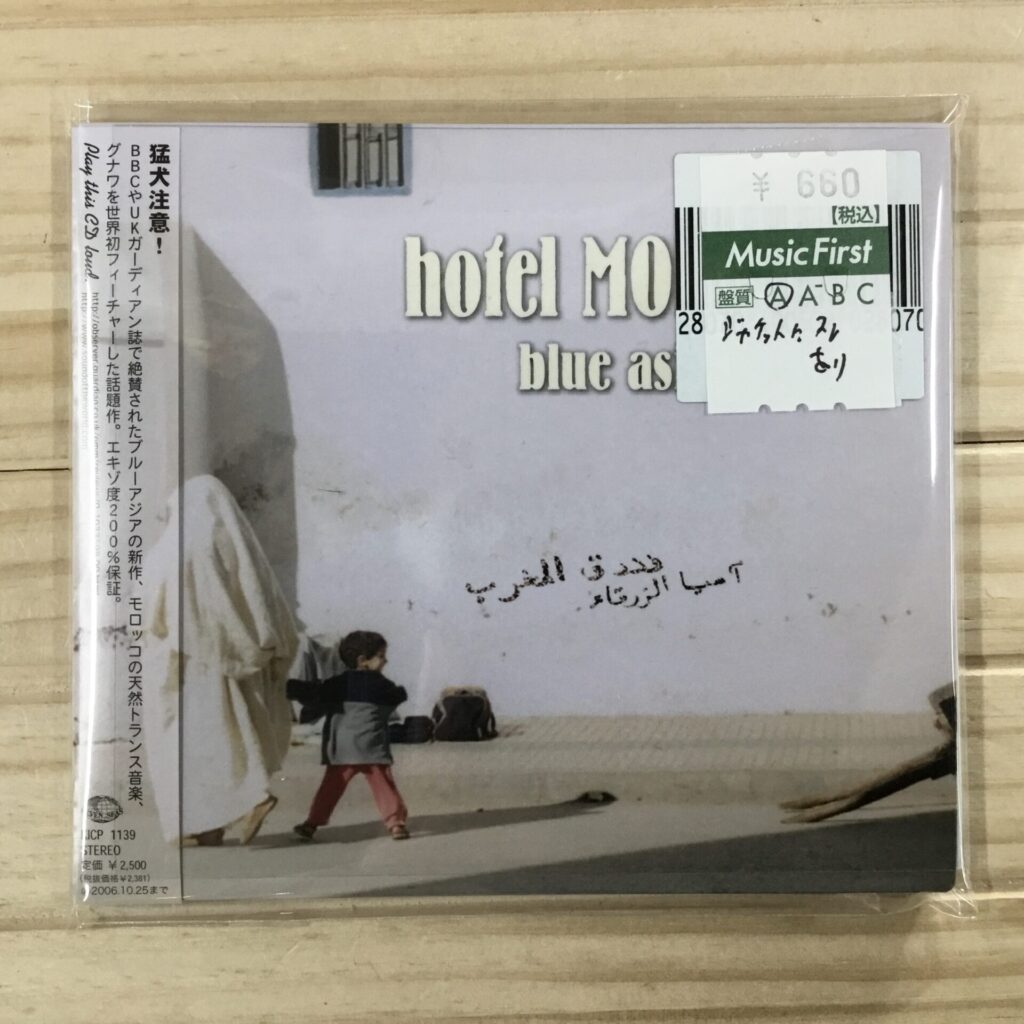 猛犬注意！
BBCやUKガーディアン誌で絶賛されたブルーアジアの新作、モロッコの天然トランス音楽、
グナワを世界初フィーチャーした話題作。エキゾ度200%保証。
Play this CD loud.
KICP 1139
STEREO
定価 ¥2,500
(税抜価格¥2,381)
2006.10.25まで
hotel MO
blue as
¥ 660
【税込】
Music First
盤質 A A⁻ B C
28 070
ジャケットスレ
あり
فندق المغرب
آسيا الزرقاء